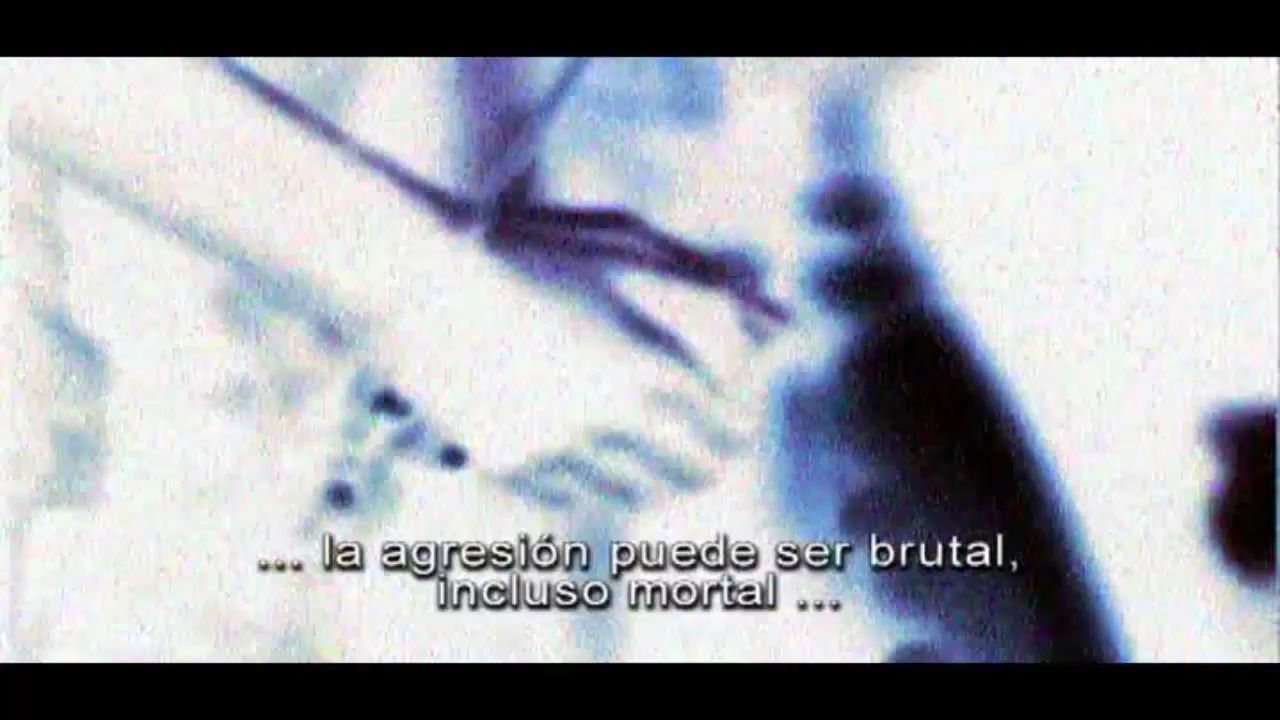 ... la agresión puede ser brutal,
incluso mortal ...